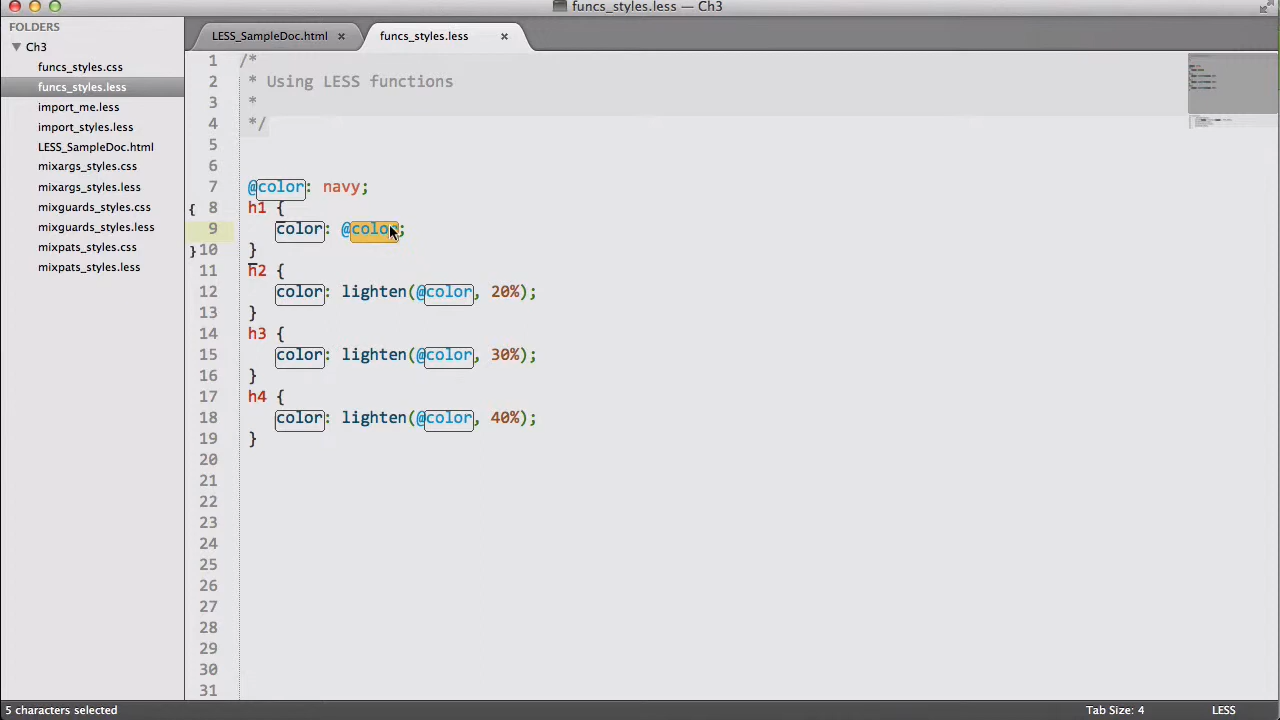 funcs_styles.less — Ch3
FOLDERS
Ch3
funcs_styles.css
funcs_styles.less
import_me.less
import_styles.less
LESS_SampleDoc.html
mixargs_styles.css
mixargs_styles.less
mixguards_styles.css
mixguards_styles.less
mixpats_styles.css
mixpats_styles.less
LESS_SampleDoc.html × funcs_styles.less ×
1 /*
2 * Using LESS functions
3 *
4 */
5
6
7 @color: navy;
{ 8 h1 {
9 color: @color;
}10 }
11 h2 {
12 color: lighten(@color, 20%);
13 }
14 h3 {
15 color: lighten(@color, 30%);
16 }
17 h4 {
18 color: lighten(@color, 40%);
19 }
20
21
22
23
24
25
26
27
28
29
30
31
5 characters selected Tab Size: 4 LESS